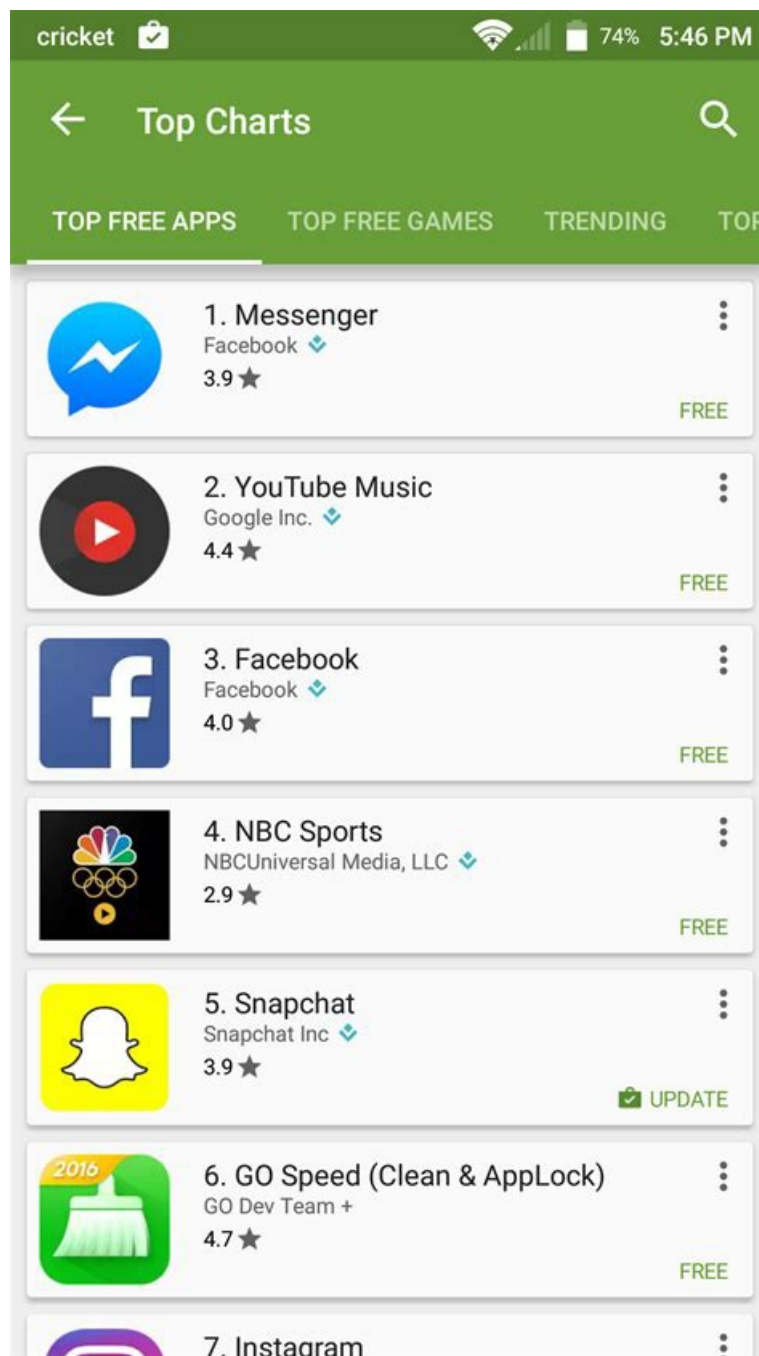 cricket 74% 5:46 PM
Top Charts
TOP FREE APPS TOP FREE GAMES TRENDING TOP
1. Messenger
Facebook
3.9
FREE
2. YouTube Music
Google Inc.
4.4
FREE
3. Facebook
Facebook
4.0
FREE
4. NBC Sports
NBCUniversal Media, LLC
2.9
FREE
5. Snapchat
Snapchat Inc
3.9
UPDATE
2016
6. GO Speed (Clean & AppLock)
GO Dev Team +
4.7
FREE
7. Instagram